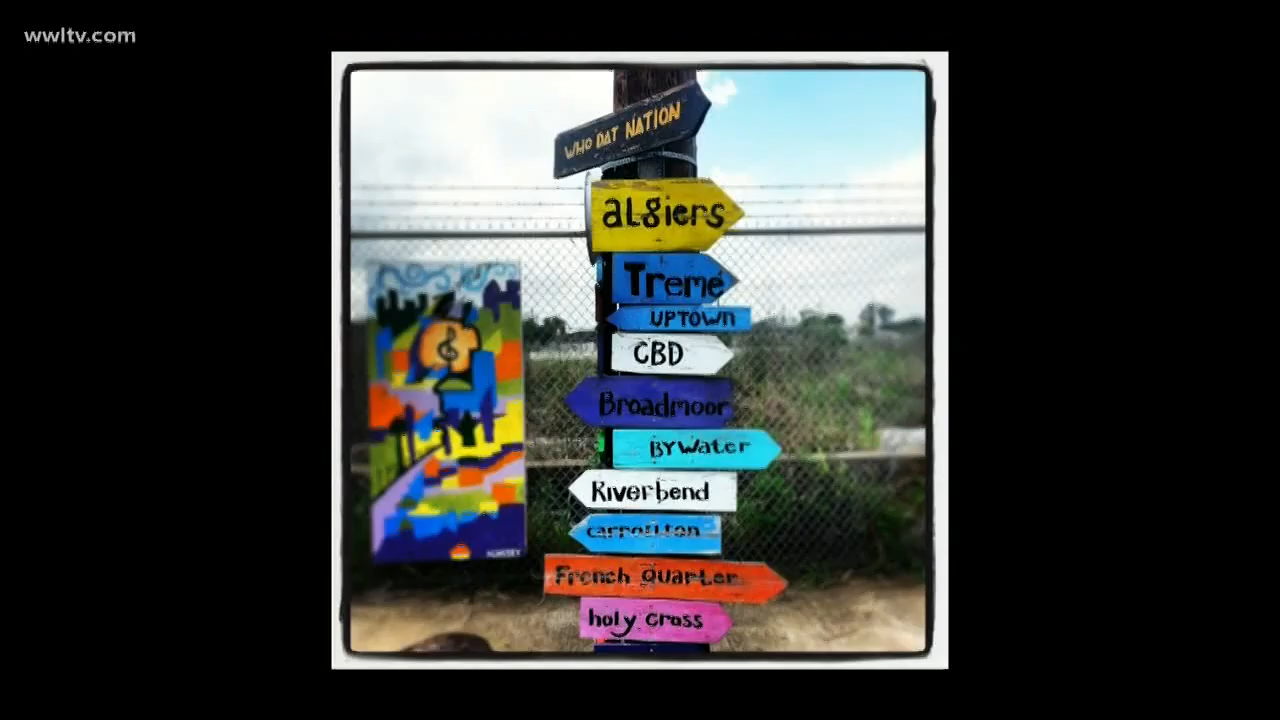 wwltv.com
WHO DAT NATION
aLgiers
Treme
UPTOWN
CBD
Broadmoor
BYWater
Riverbend
carrollton
French Quarter
holy cross